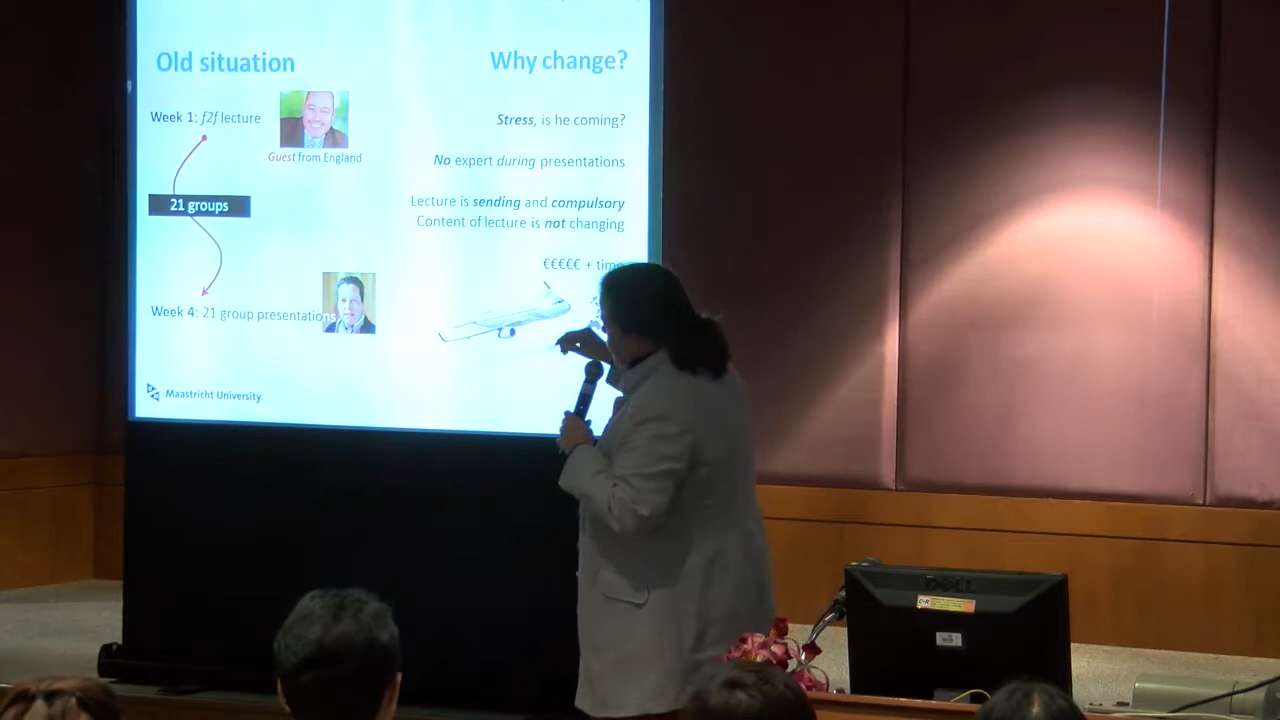 Old situation
Week 1: f2f lecture
Guest from England
21 groups
Week 4: 21 group presentations
Maastricht University
Why change?
Stress, is he coming?
No expert during presentations
Lecture is sending and compulsory
Content of lecture is not changing
€€€€€ + time
DELL